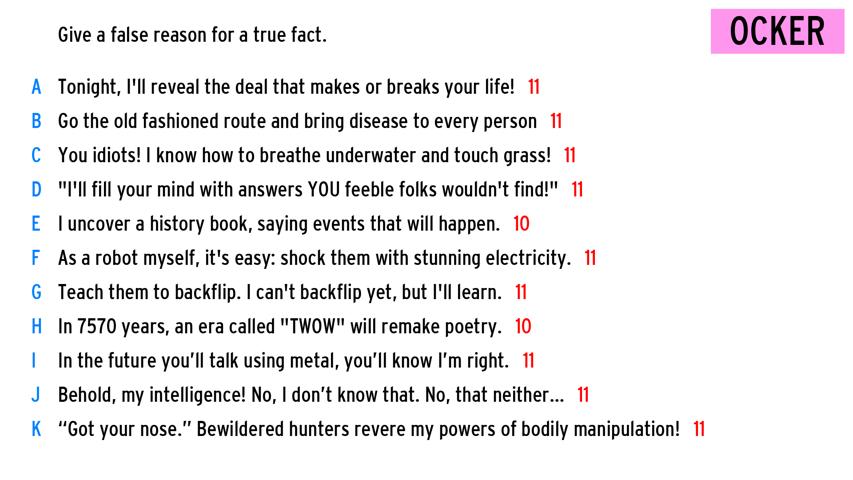 Give a false reason for a true fact.
OCKER
A Tonight, I'll reveal the deal that makes or breaks your life! 11
B Go the old fashioned route and bring disease to every person 11
C You idiots! I know how to breathe underwater and touch grass! 11
D "I'll fill your mind with answers YOU feeble folks wouldn't find!" 11
E I uncover a history book, saying events that will happen. 10
F As a robot myself, it's easy: shock them with stunning electricity. 11
G Teach them to backflip. I can't backflip yet, but I'll learn. 11
H In 7570 years, an era called "TWOW" will remake poetry. 10
I In the future you’ll talk using metal, you’ll know I’m right. 11
J Behold, my intelligence! No, I don’t know that. No, that neither... 11
K “Got your nose.” Bewildered hunters revere my powers of bodily manipulation! 11